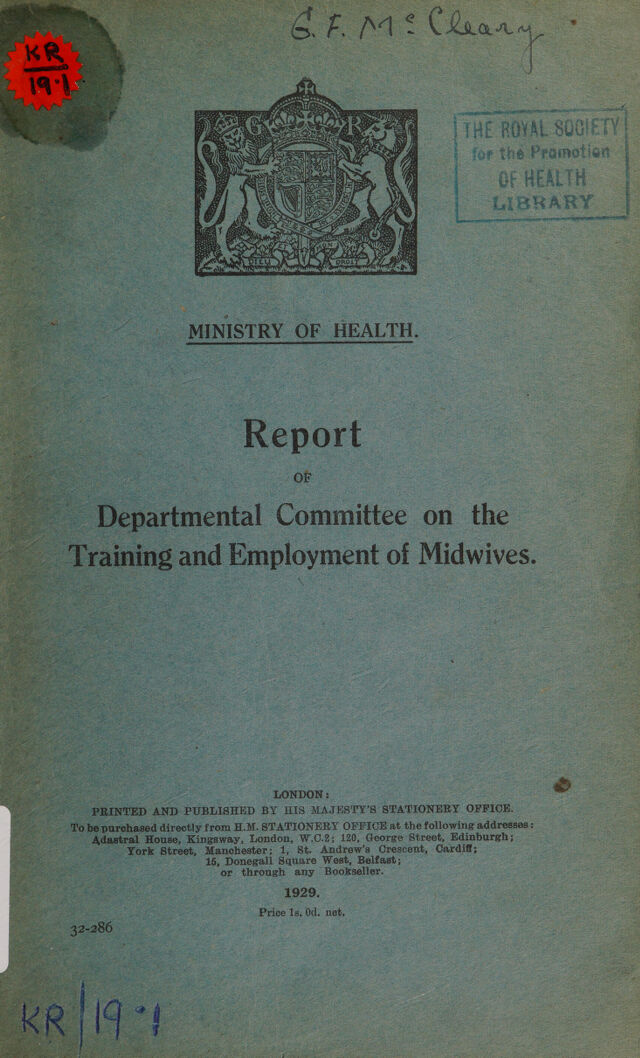 G. F. McCleary
KR
19.1
G R
THE ROYAL SOCIETY
for the Promotion
OF HEALTH
LIBRARY
DIEU ET MON DROIT
MINISTRY OF HEALTH.
Report
OF
Departmental Committee on the
Training and Employment of Midwives.
LONDON:
PRINTED AND PUBLISHED BY HIS MAJESTY'S STATIONERY OFFICE.
To be purchased directly from H.M. STATIONERY OFFICE at the following addresses:
Adastral House, Kingsway, London, W.C.2; 120, George Street, Edinburgh;
York Street, Manchester; 1, St. Andrew's Crescent, Cardiff;
15, Donegall Square West, Belfast;
or through any Bookseller.
1929.
Price 1s. 0d. net.
32-286
KR/19.1